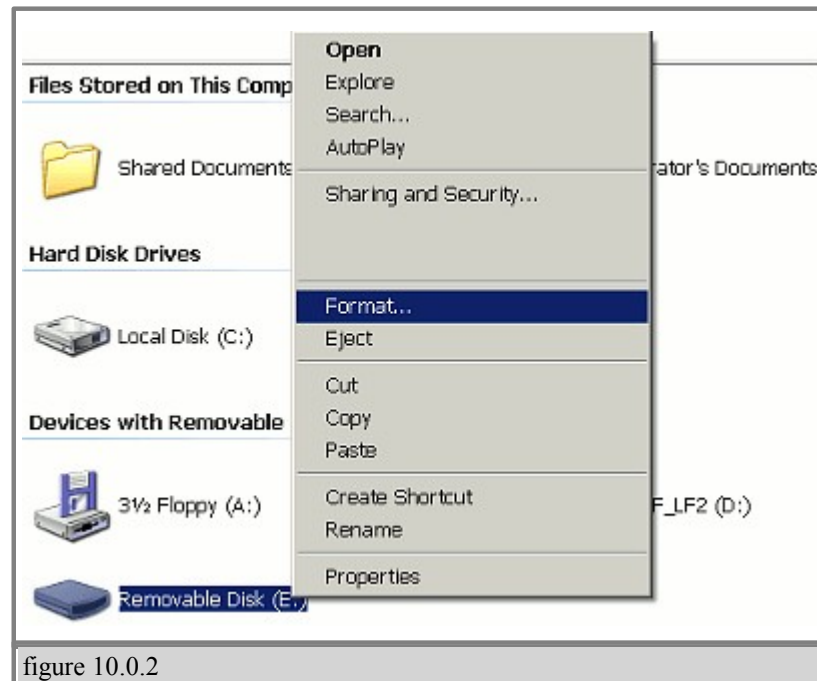 Files Stored on This Comp
Shared Documents
ator's Documents
Hard Disk Drives
Local Disk (C:)
Devices with Removable
3½ Floppy (A:)
F_LF2 (D:)
Removable Disk (E:)
Open
Explore
Search...
AutoPlay
Sharing and Security...
Format...
Eject
Cut
Copy
Paste
Create Shortcut
Rename
Properties
figure 10.0.2